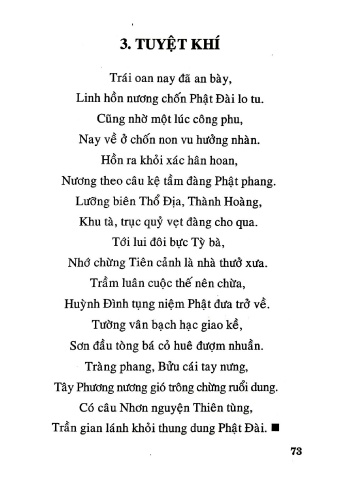 3. TUYỆT KHÍ
Trái oan nay đã an bày,
Linh hồn nương chốn Phật Đài lo tu.
Cũng nhờ một lúc công phu,
Nay về ở chốn non vu hưởng nhàn.
Hồn ra khỏi xác hân hoan,
Nương theo câu kệ tầm đàng Phật phang.
Lưỡng biên Thổ Địa, Thành Hoàng,
Khu tà, trục quỷ vẹt đàng cho qua.
Tới lui đôi bực Tỳ bà,
Nhớ chừng Tiên cảnh là nhà thưở xưa.
Trầm luân cuộc thế nên chừa,
Huỳnh Đình tụng niệm Phật đưa trở về.
Tường vân bạch hạc giao kề,
Sơn đầu tòng bá cỏ huê đượm nhuần.
Tràng phang, Bửu cái tay nưng,
Tây Phương nương gió trông chừng ruổi dung.
Có câu Nhơn nguyện Thiên tùng,
Trần gian lánh khỏi thung dung Phật Đài. ■
73